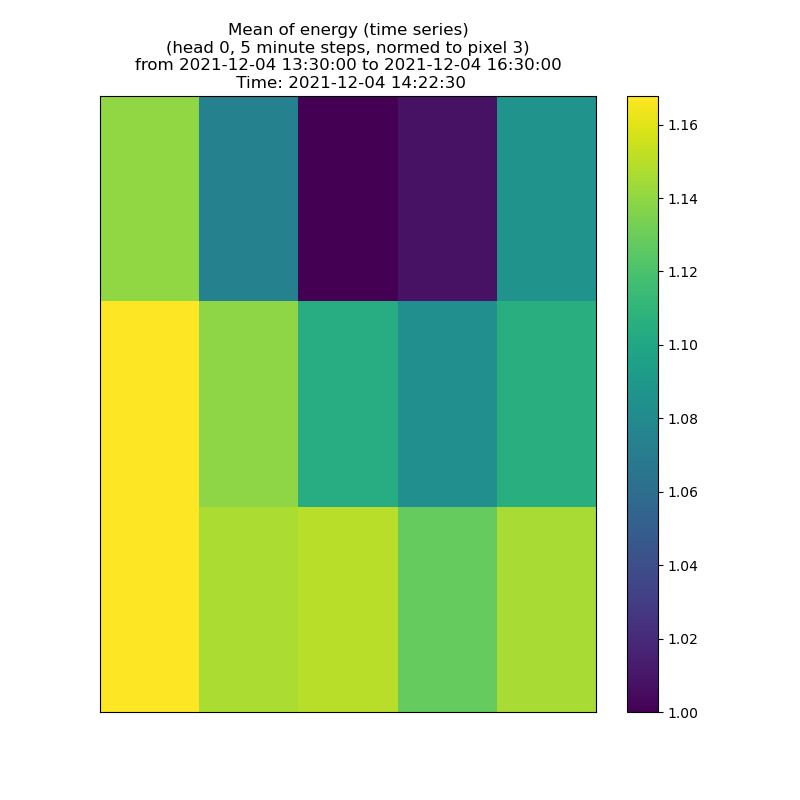 Mean of energy (time series)
(head 0, 5 minute steps, normed to pixel 3)
from 2021-12-04 13:30:00 to 2021-12-04 16:30:00
Time: 2021-12-04 14:22:30
1.16
1.14
1.12
1.10
1.08
1.06
1.04
1.02
1.00